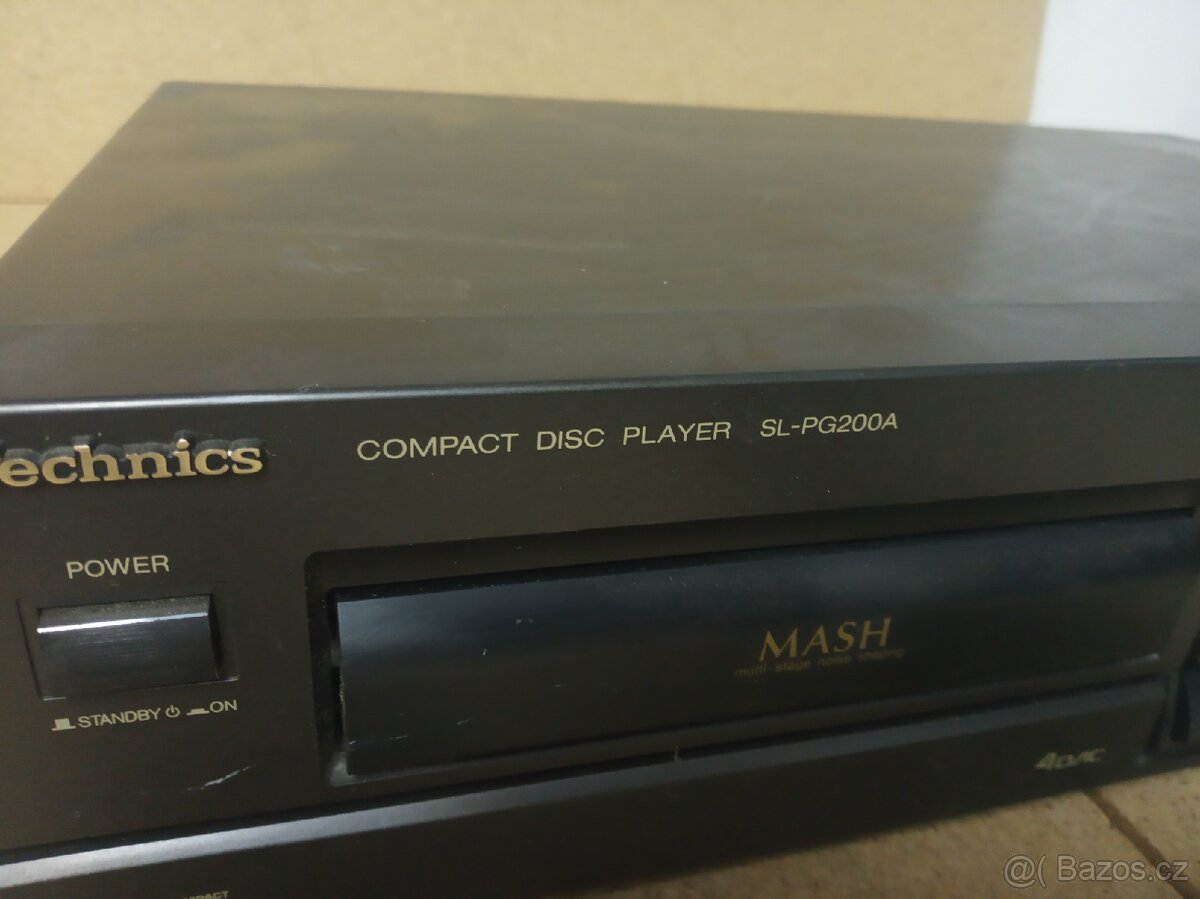 echnics
COMPACT DISC PLAYER SL-PG200A
POWER
STANDBY ON
MASH
multi-stage noise shaping
4DAC
@( Bazos.cz